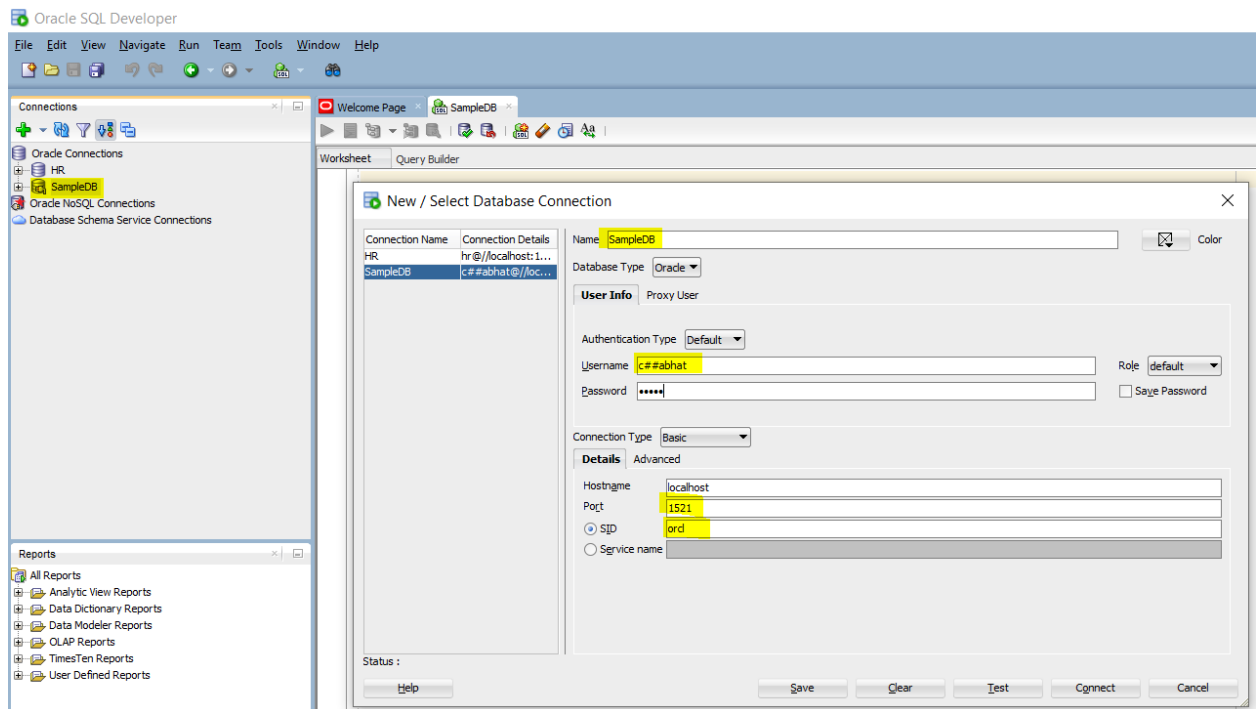 Oracle SQL Developer
File Edit View Navigate Run Team Tools Window Help
Connections
Oracle Connections
HR
SampleDB
Oracle NoSQL Connections
Database Schema Service Connections
Reports
All Reports
Analytic View Reports
Data Dictionary Reports
Data Modeler Reports
OLAP Reports
TimesTen Reports
User Defined Reports
Welcome Page SampleDB
Worksheet Query Builder
New / Select Database Connection
Connection Name Connection Details
HR hr@//localhost:1...
SampleDB c##abhat@//loc...
Name SampleDB Color
Database Type Oracle
User Info Proxy User
Authentication Type Default
Username c##abhat Role default
Password ••••• Save Password
Connection Type Basic
Details Advanced
Hostname localhost
Port 1521
SID orcl
Service name
Status :
Help Save Clear Test Connect Cancel